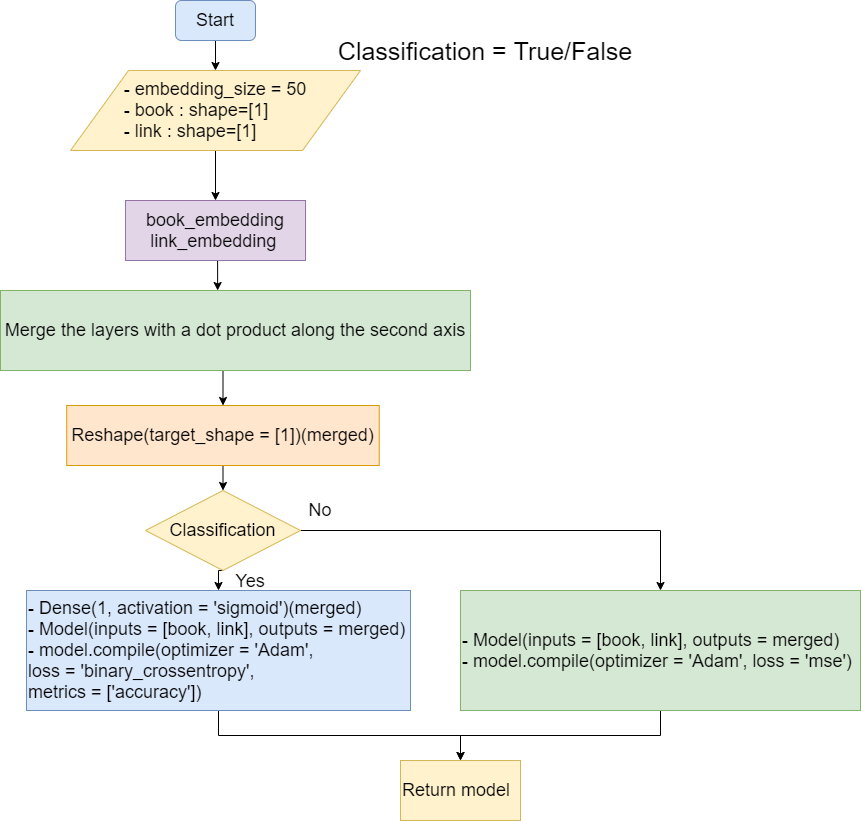 Start
Classification = True/False
- embedding_size = 50
- book : shape=[1]
- link : shape=[1]
book_embedding
link_embedding
Merge the layers with a dot product along the second axis
Reshape(target_shape = [1])(merged)
Classification
No
Yes
- Dense(1, activation = 'sigmoid')(merged)
- Model(inputs = [book, link], outputs = merged)
- model.compile(optimizer = 'Adam',
loss = 'binary_crossentropy',
metrics = ['accuracy'])
- Model(inputs = [book, link], outputs = merged)
- model.compile(optimizer = 'Adam', loss = 'mse')
Return model